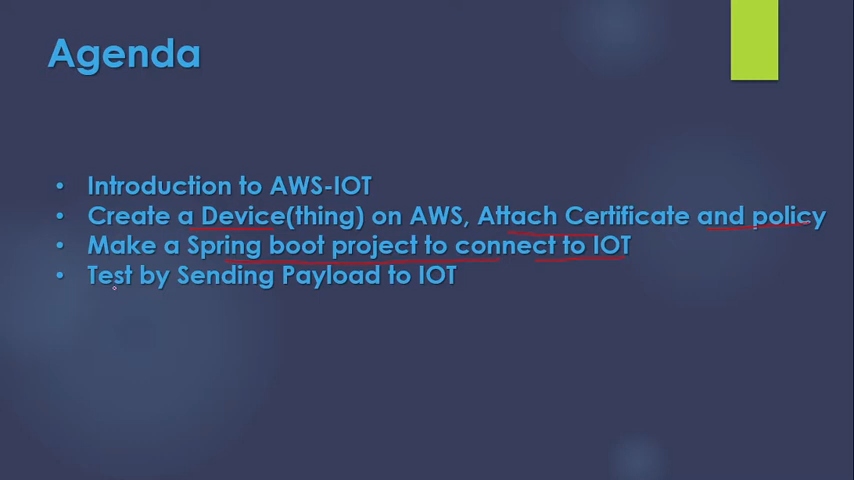 Agenda
• Introduction to AWS-IOT
• Create a Device(thing) on AWS, Attach Certificate and policy
• Make a Spring boot project to connect to IOT
• Test by Sending Payload to IOT